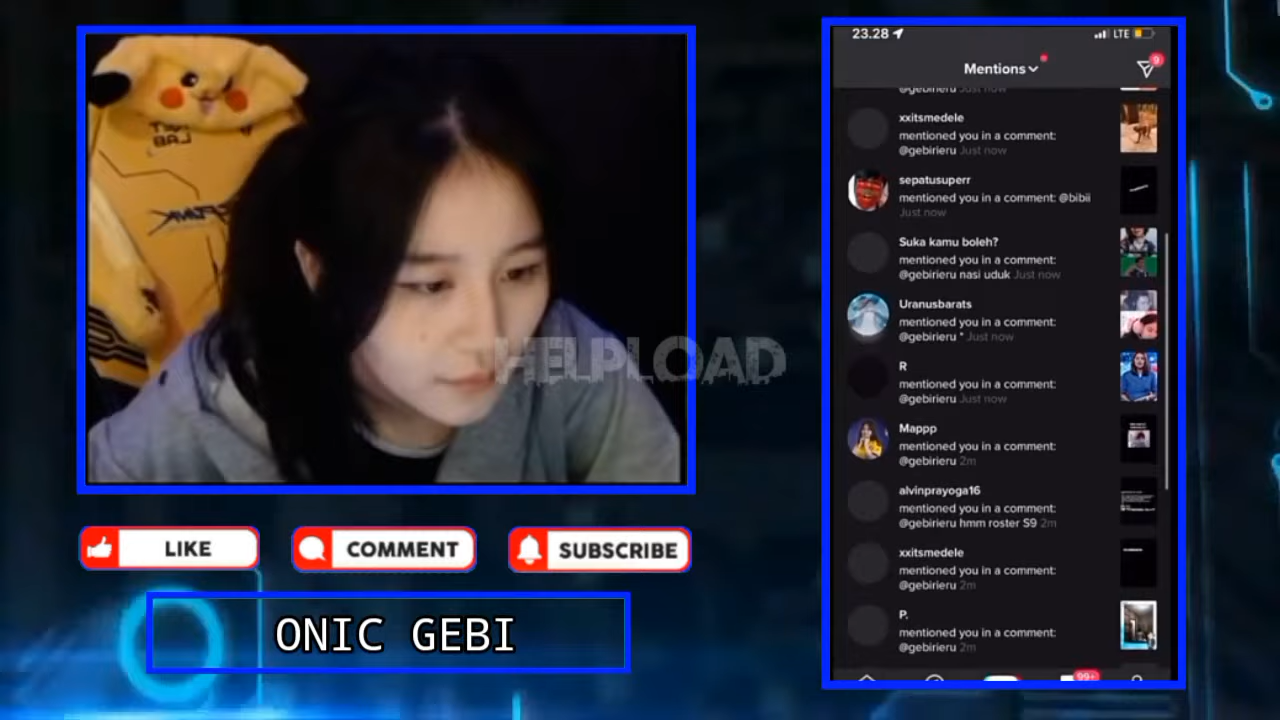 23.28
LTE
Mentions
9
@gebirieru Just now
xxitsmedele
mentioned you in a comment:
@gebirieru Just now
sepatusuperr
mentioned you in a comment: @bibii
Just now
Suka kamu boleh?
mentioned you in a comment:
@gebirieru nasi uduk Just now
Uranusbarats
mentioned you in a comment:
@gebirieru * Just now
R
mentioned you in a comment:
@gebirieru Just now
Mappp
mentioned you in a comment:
@gebirieru 2m
alvinprayoga16
mentioned you in a comment:
@gebirieru hmm roster S9 2m
xxitsmedele
mentioned you in a comment:
@gebirieru 2m
P.
mentioned you in a comment:
@gebirieru 2m
99+
HELPLOAD
LIKE
COMMENT
SUBSCRIBE
ONIC GEBI